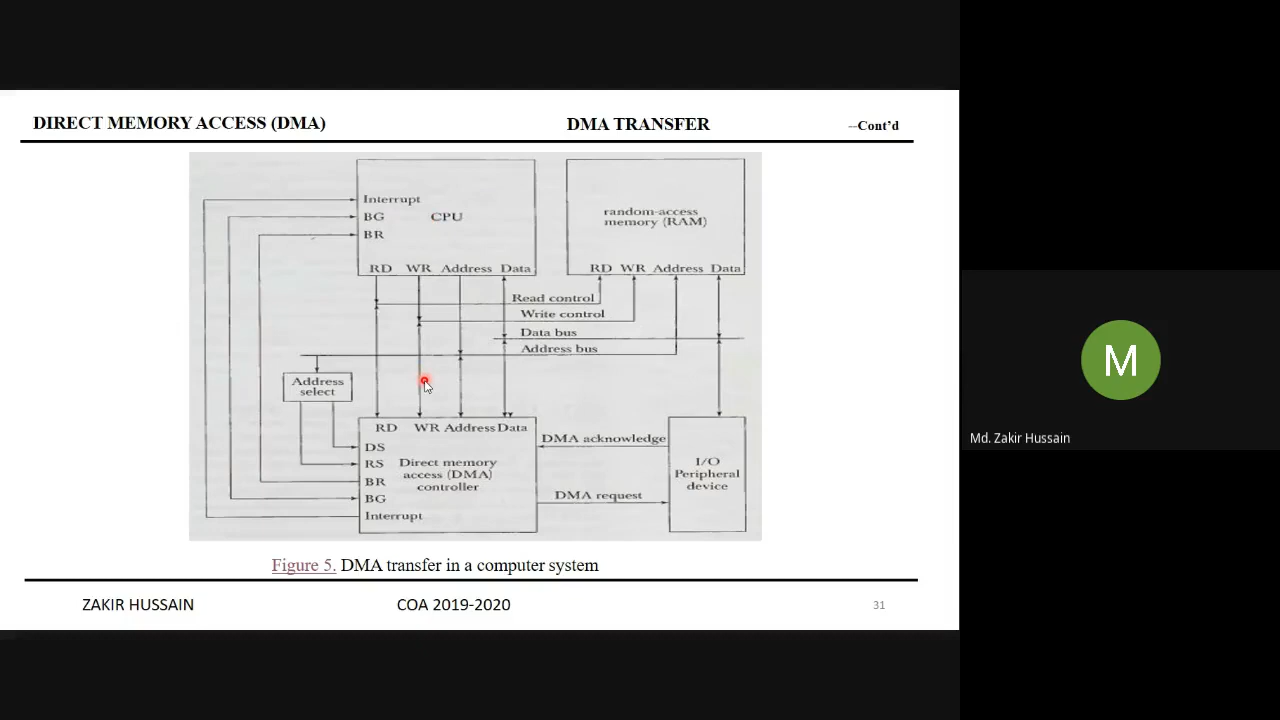 DIRECT MEMORY ACCESS (DMA)
DMA TRANSFER
--Cont'd
Interrupt
BG
CPU
BR
RD WR Address Data
random-access
memory (RAM)
RD WR Address Data
Read control
Write control
Data bus
Address bus
Address
select
RD WR Address Data
DS
RS
BR
BG
Interrupt
Direct memory
access (DMA)
controller
DMA acknowledge
DMA request
I/O
Peripheral
device
Figure 5. DMA transfer in a computer system
ZAKIR HUSSAIN
COA 2019-2020
31
M
Md. Zakir Hussain